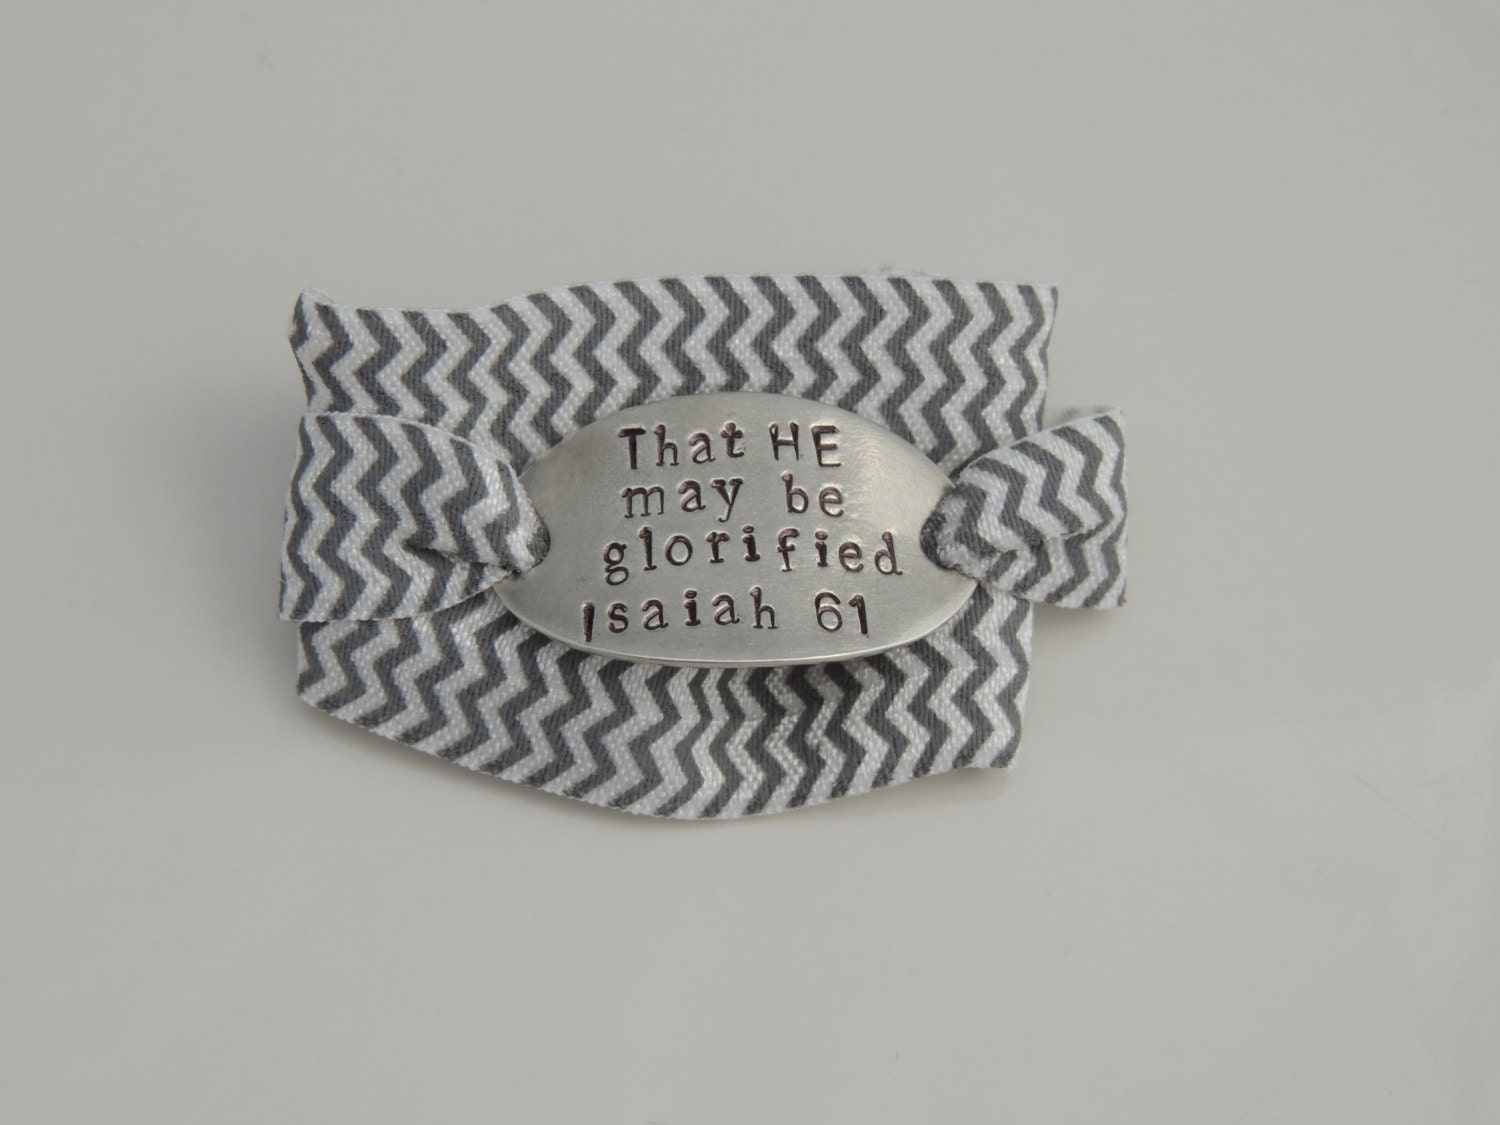 That HE
may be
glorified
Isaiah 61